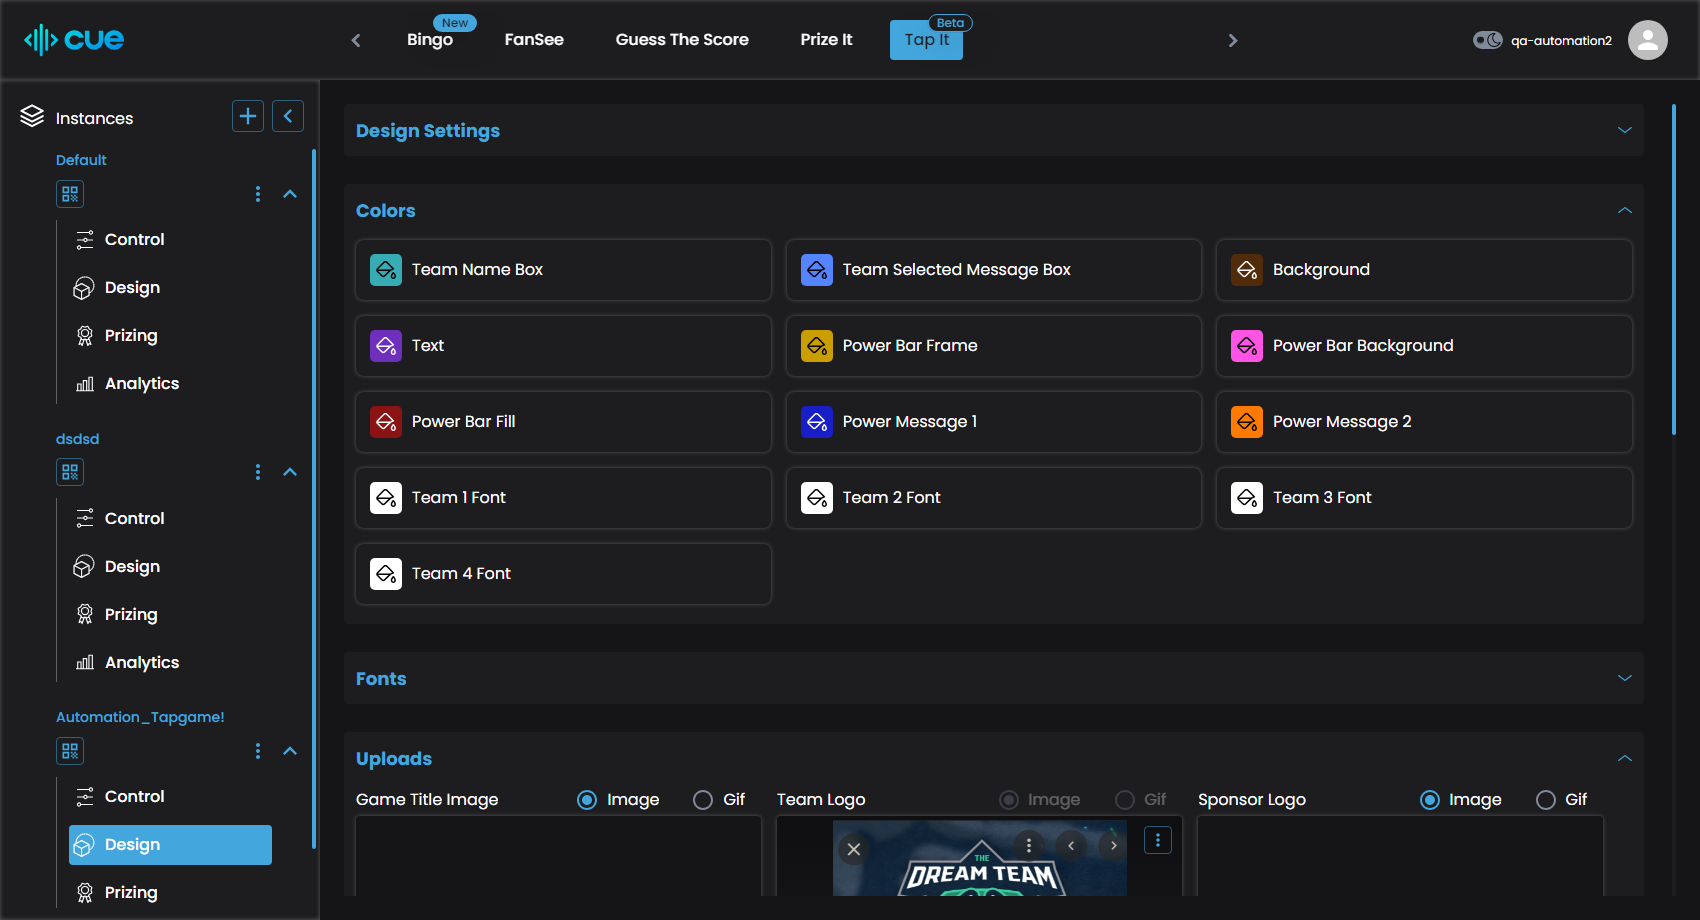 cue
Bingo
New
FanSee
Guess The Score
Prize It
Tap It
Beta
qa-automation2
Instances
Default
Control
Design
Prizing
Analytics
dsdsd
Control
Design
Prizing
Analytics
Automation_Tapgame!
Control
Design
Prizing
Design Settings
Colors
Team Name Box
Team Selected Message Box
Background
Text
Power Bar Frame
Power Bar Background
Power Bar Fill
Power Message 1
Power Message 2
Team 1 Font
Team 2 Font
Team 3 Font
Team 4 Font
Fonts
Uploads
Game Title Image
Image
Gif
Team Logo
Image
Gif
Sponsor Logo
Image
Gif
THE
DREAM TEAM